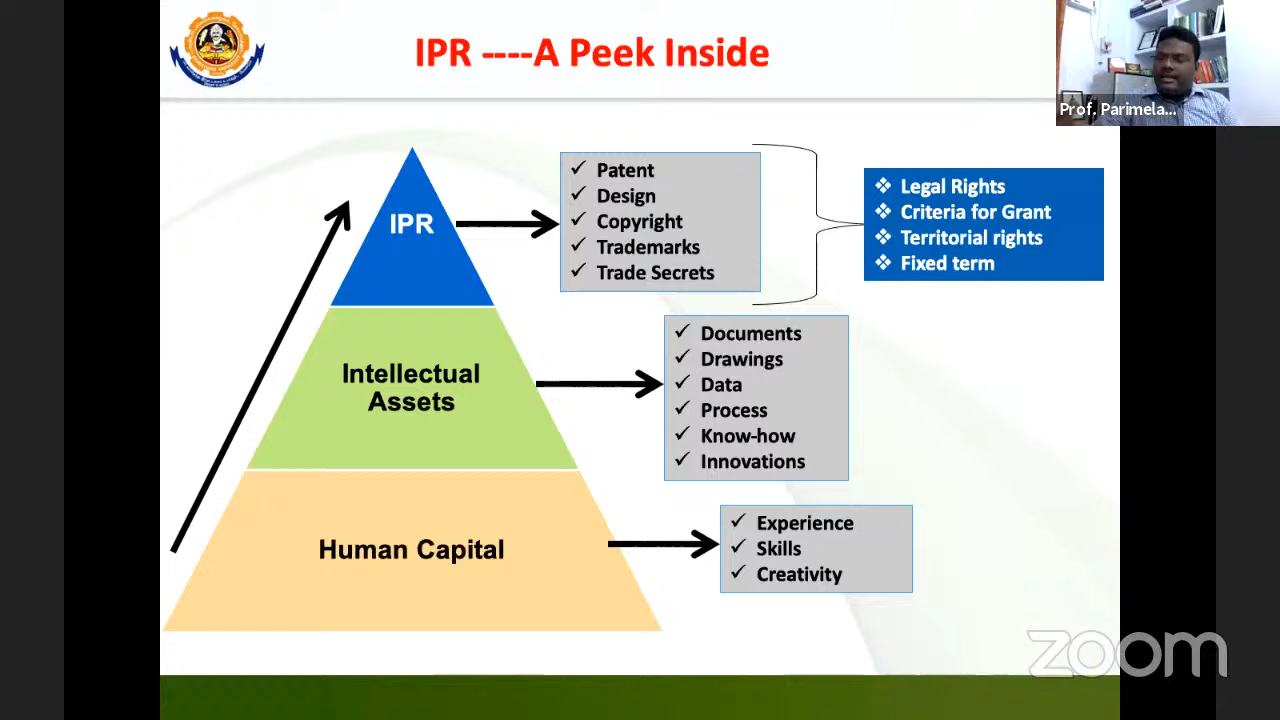 IPR ----A Peek Inside
Prof. Parimela...
IPR
Patent
Design
Copyright
Trademarks
Trade Secrets
Legal Rights
Criteria for Grant
Territorial rights
Fixed term
Intellectual
Assets
Documents
Drawings
Data
Process
Know-how
Innovations
Human Capital
Experience
Skills
Creativity
zoom